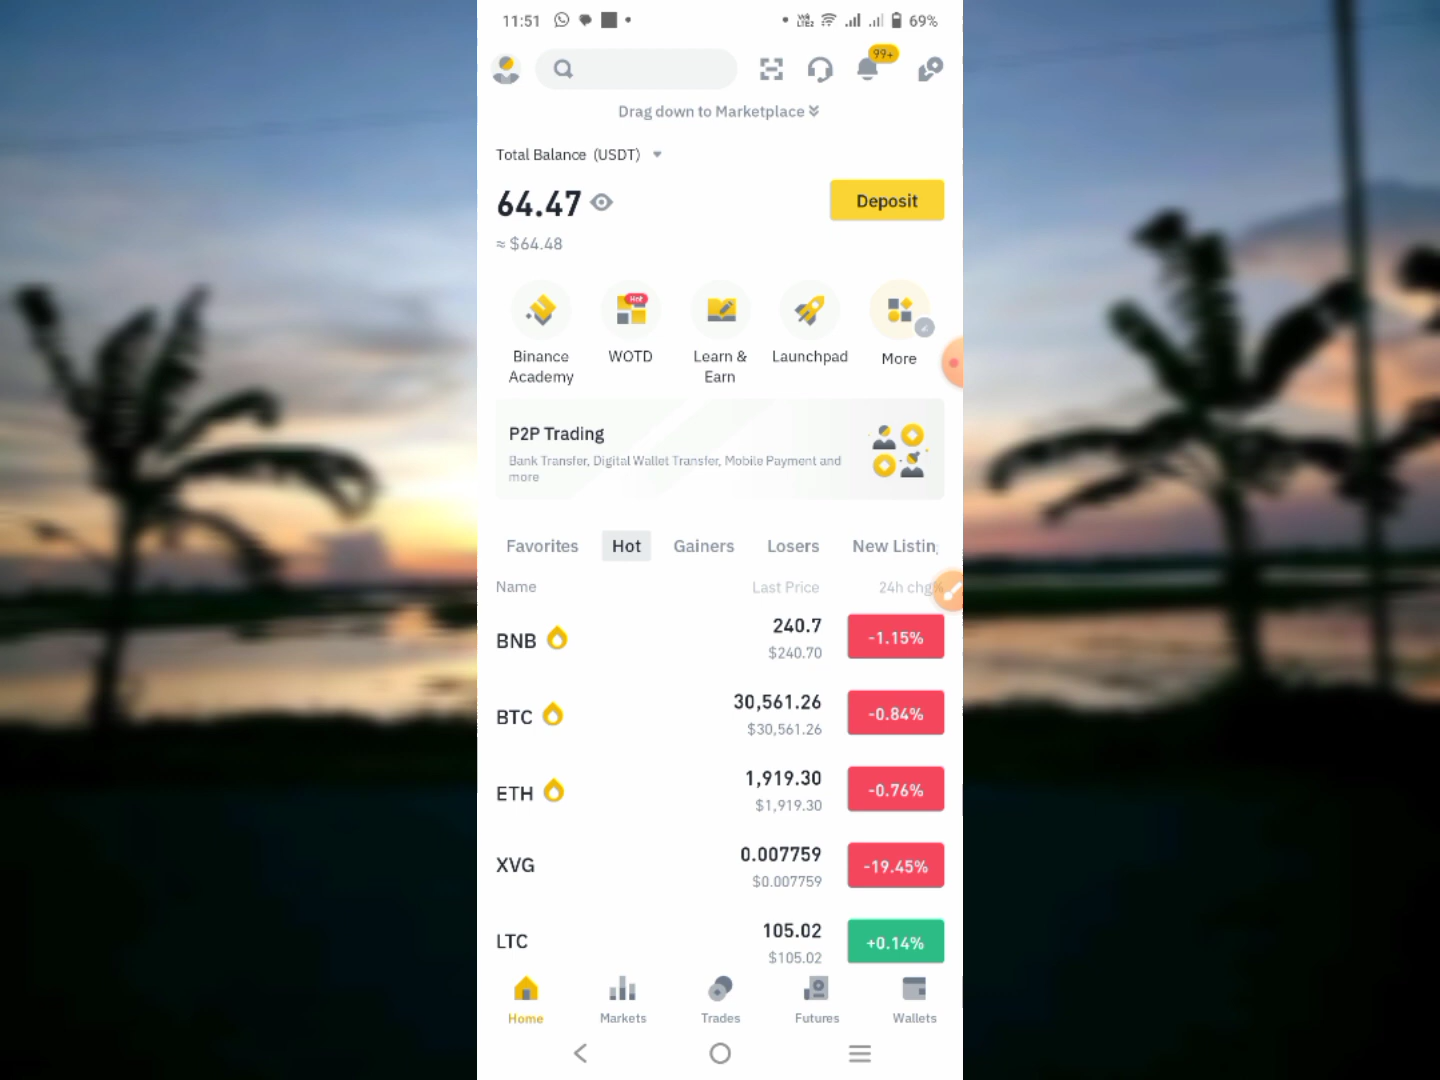 11:51 69%
99+
Drag down to Marketplace
Total Balance (USDT)
64.47
Deposit
≈ $64.48
Hot
Binance Academy
WOTD
Learn & Earn
Launchpad
More
P2P Trading
Bank Transfer, Digital Wallet Transfer, Mobile Payment and
more
Favorites Hot Gainers Losers New Listin
Name Last Price 24h chg%
BNB 240.7 -1.15%
$240.70
BTC 30,561.26 -0.84%
$30,561.26
ETH 1,919.30 -0.76%
$1,919.30
XVG 0.007759 -19.45%
$0.007759
LTC 105.02 +0.14%
$105.02
Home Markets Trades Futures Wallets